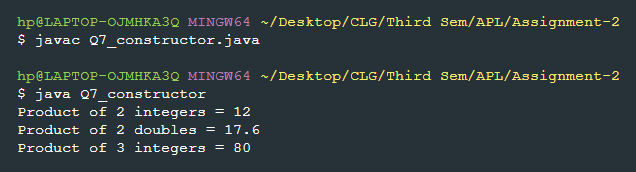 hp@LAPTOP-OJMHKA3Q MINGW64 ~/Desktop/CLG/Third Sem/APL/Assignment-2
$ javac Q7_constructor.java
hp@LAPTOP-OJMHKA3Q MINGW64 ~/Desktop/CLG/Third Sem/APL/Assignment-2
$ java Q7_constructor
Product of 2 integers = 12
Product of 2 doubles = 17.6
Product of 3 integers = 80